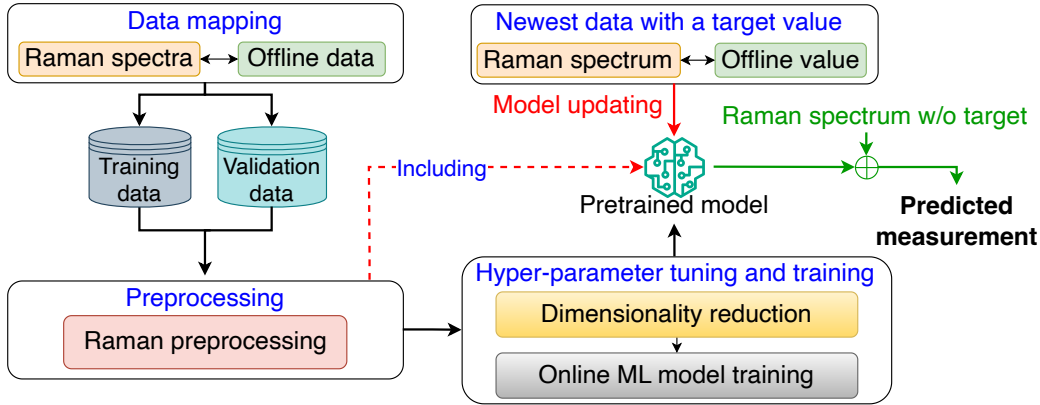 Data mapping
Raman spectra
Offline data
Training
data
Validation
data
Preprocessing
Raman preprocessing
Newest data with a target value
Raman spectrum
Offline value
Model updating
Raman spectrum w/o target
Including
Pretrained model
Predicted
measurement
Hyper-parameter tuning and training
Dimensionality reduction
Online ML model training